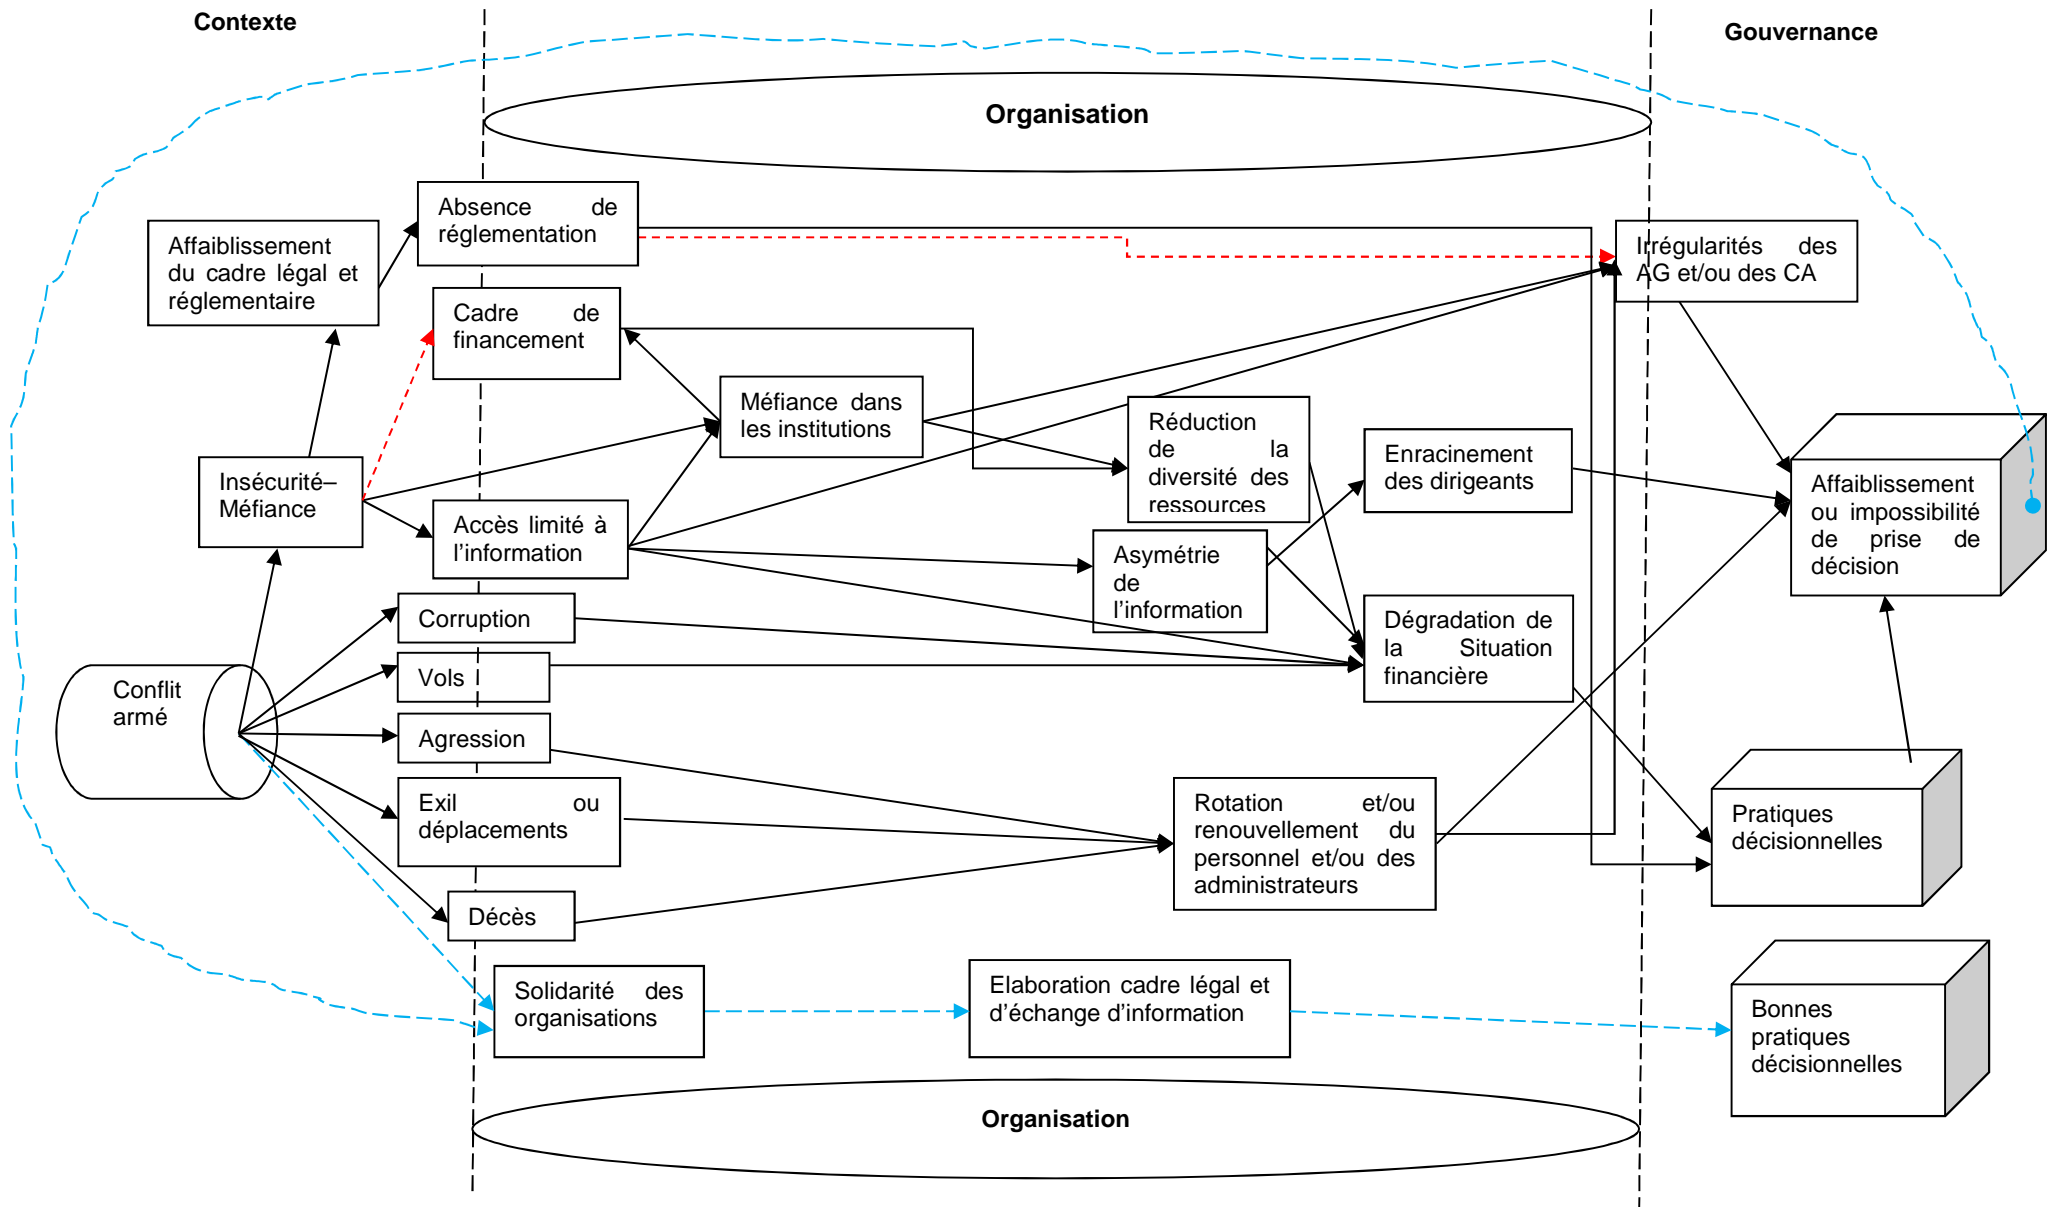 Contexte
Gouvernance
Organisation
Absence de
réglementation
Affaiblissement
du cadre légal et
réglementaire
Irrégularités des
AG et/ou des CA
Cadre de
financement
Méfiance dans
les institutions
Réduction
de la
diversité des
ressources
Enracinement
des dirigeants
Insécurité–
Méfiance
Affaiblissement
ou impossibilité
de prise de
décision
Accès limité à
l'information
Asymétrie
de
l'information
Corruption
Dégradation de
la Situation
financière
Vols
Conflit
armé
Agression
Exil ou
déplacements
Rotation et/ou
renouvellement du
personnel et/ou des
administrateurs
Pratiques
décisionnelles
Décès
Solidarité des
organisations
Elaboration cadre légal et
d'échange d'information
Bonnes
pratiques
décisionnelles
Organisation